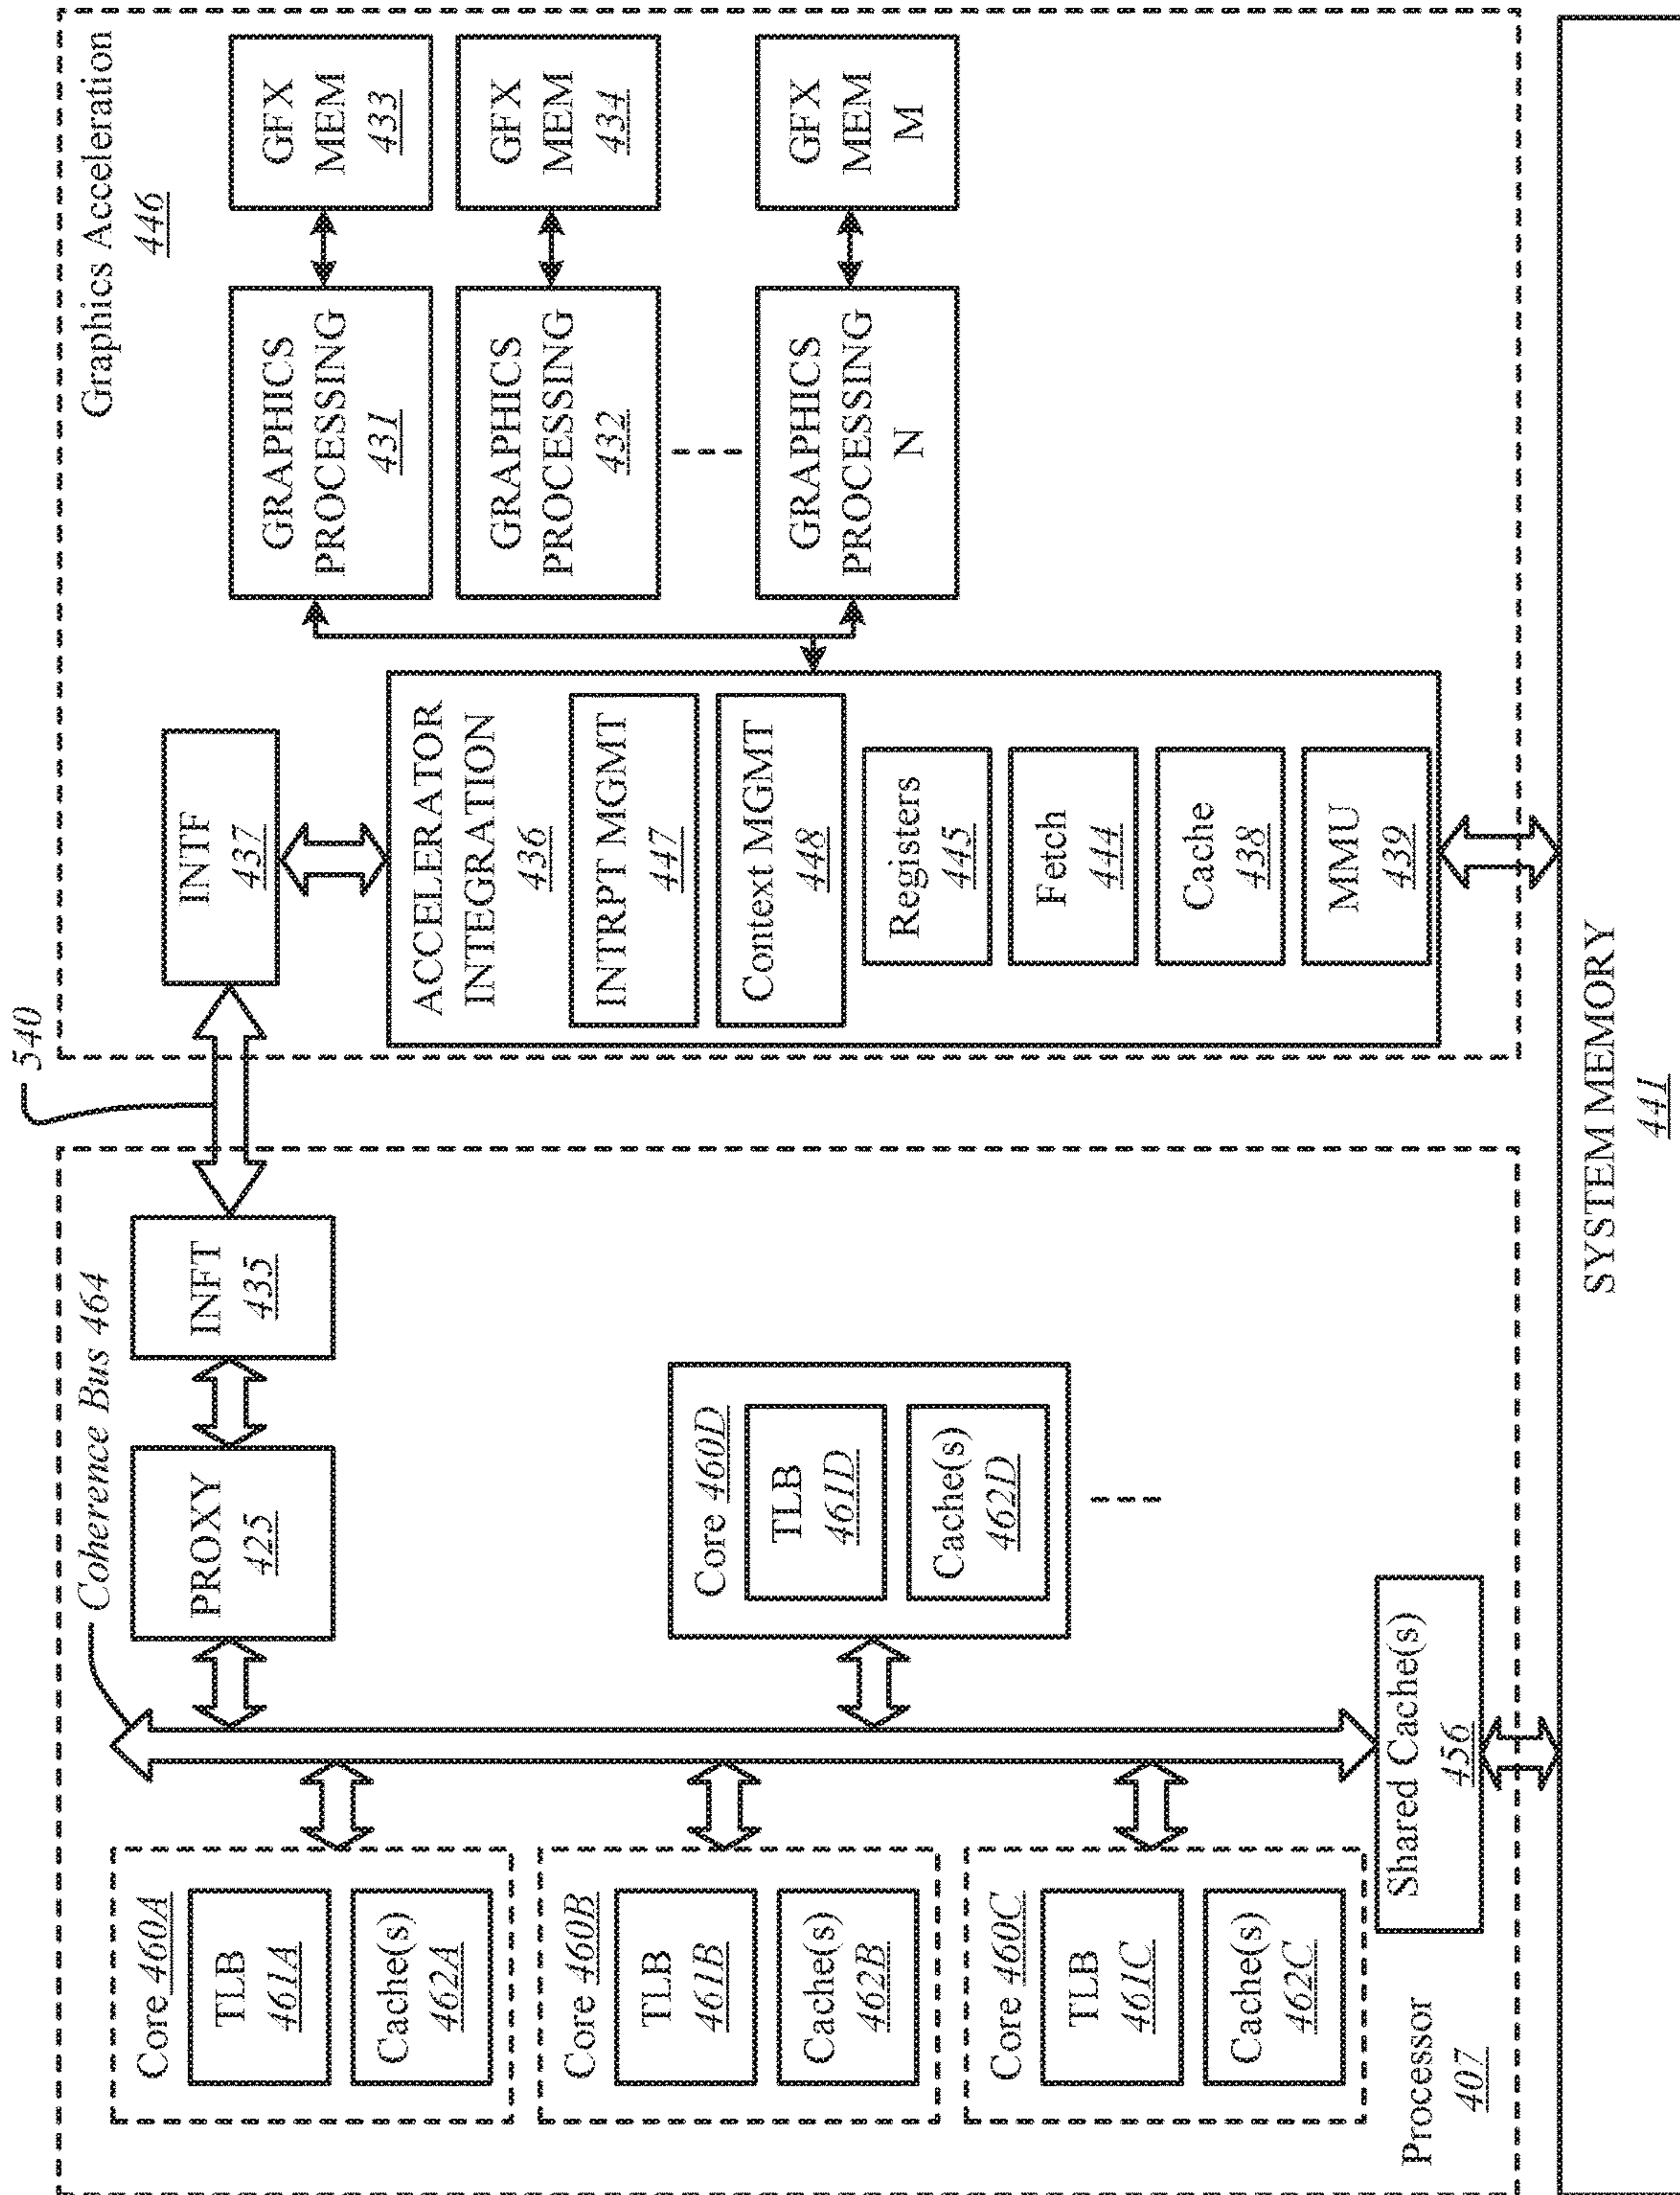 540
Coherence Bus 464
Core 460A
TLB
461A
Cache(s)
462A
Core 460B
TLB
461B
Cache(s)
462B
Core 460C
TLB
461C
Cache(s)
462C
Processor
407
Shared Cache(s)
456
PROXY
425
INFT
435
Core 460D
TLB
461D
Cache(s)
462D
Graphics Acceleration
446
INTF
437
ACCELERATOR
INTEGRATION
436
INTRPT MGMT
447
Context MGMT
448
Registers
445
Fetch
444
Cache
438
MMU
439
GRAPHICS
PROCESSING
431
GFX
MEM
433
GRAPHICS
PROCESSING
432
GFX
MEM
434
GRAPHICS
PROCESSING
N
GFX
MEM
M
SYSTEM MEMORY
441